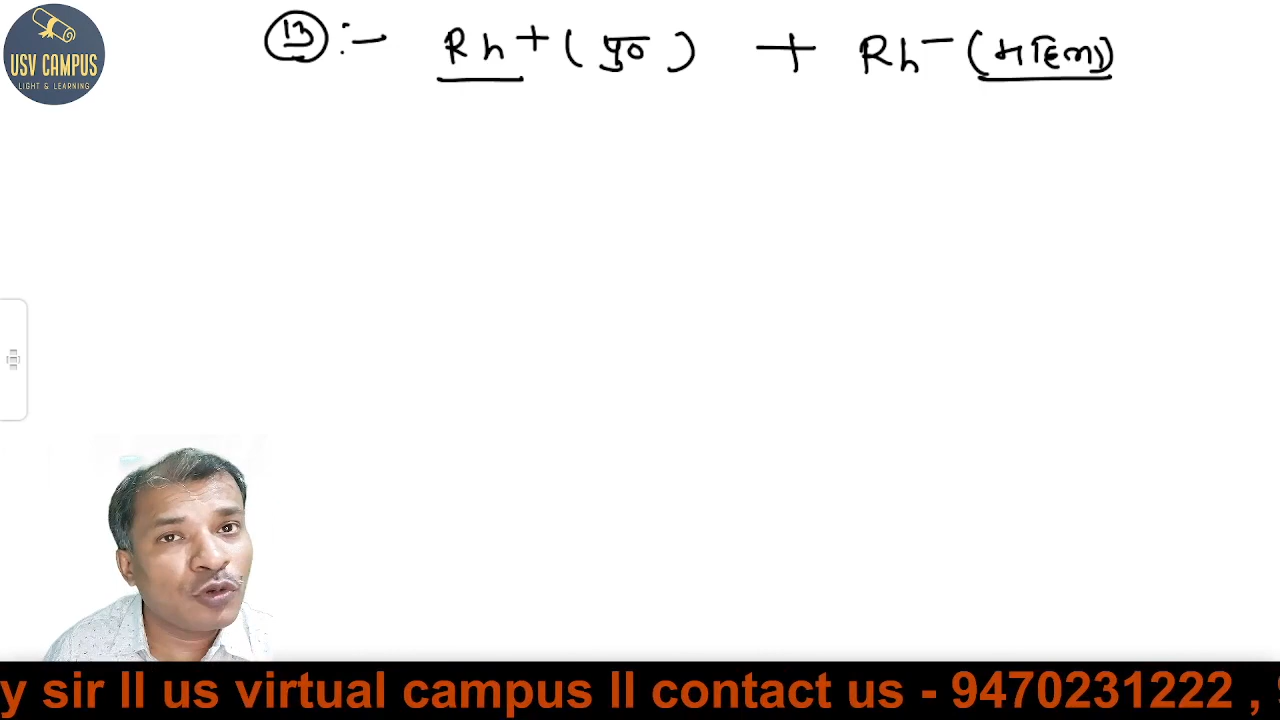 USV CAMPUS
LIGHT & LEARNING
13 :- Rh+ (पु०) + Rh- (महिला)
y sir ll us virtual campus ll contact us - 9470231222 ,